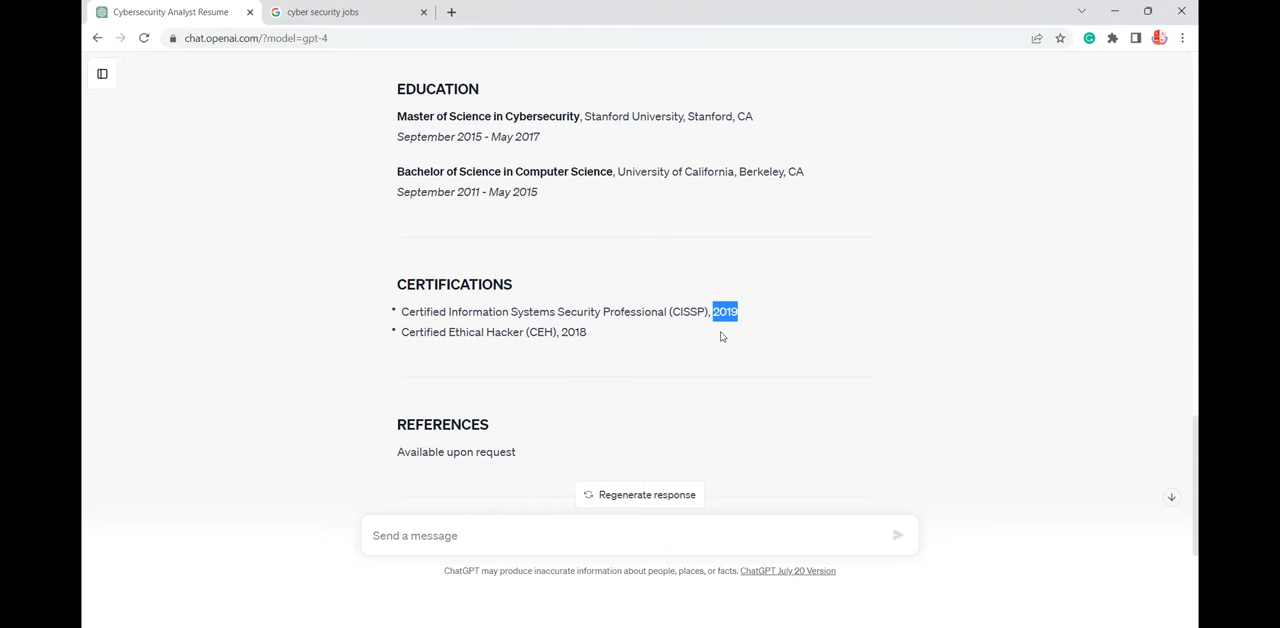 Cybersecurity Analyst Resume
cyber security jobs
chat.openai.com/?model=gpt-4
EDUCATION
Master of Science in Cybersecurity, Stanford University, Stanford, CA
September 2015 - May 2017
Bachelor of Science in Computer Science, University of California, Berkeley, CA
September 2011 - May 2015
CERTIFICATIONS
• Certified Information Systems Security Professional (CISSP), 2019
• Certified Ethical Hacker (CEH), 2018
REFERENCES
Available upon request
Regenerate response
Send a message
ChatGPT may produce inaccurate information about people, places, or facts. ChatGPT July 20 Version